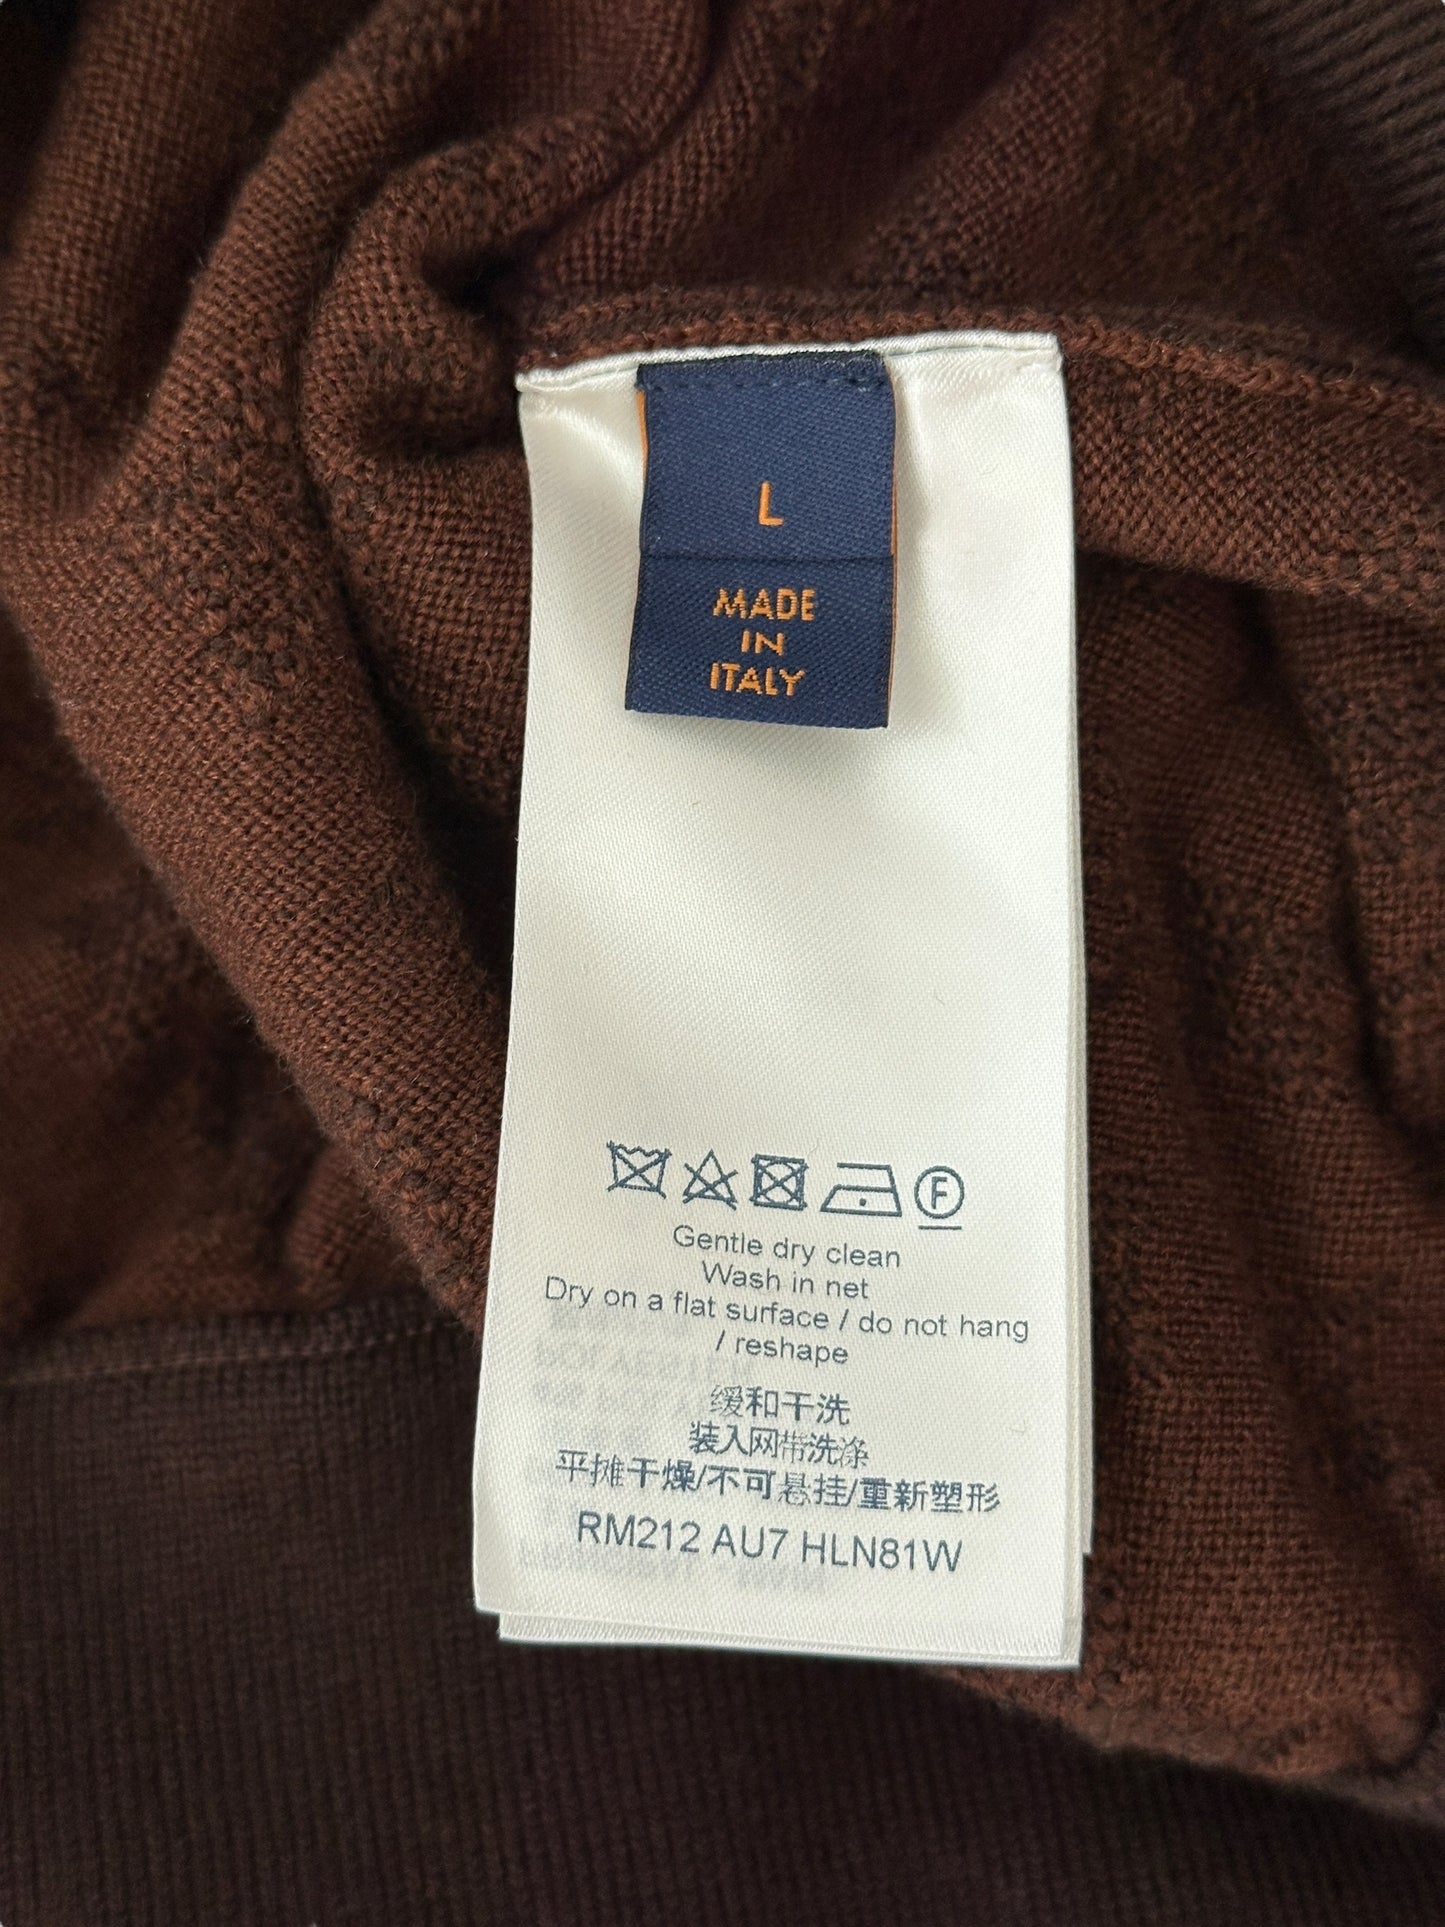 L
MADE
IN
ITALY
F
Gentle dry clean
Wash in net
Dry on a flat surface / do not hang
/ reshape
缓和干洗
装入网带洗涤
平摊干燥/不可悬挂/重新塑形
RM212 AU7 HLN81W